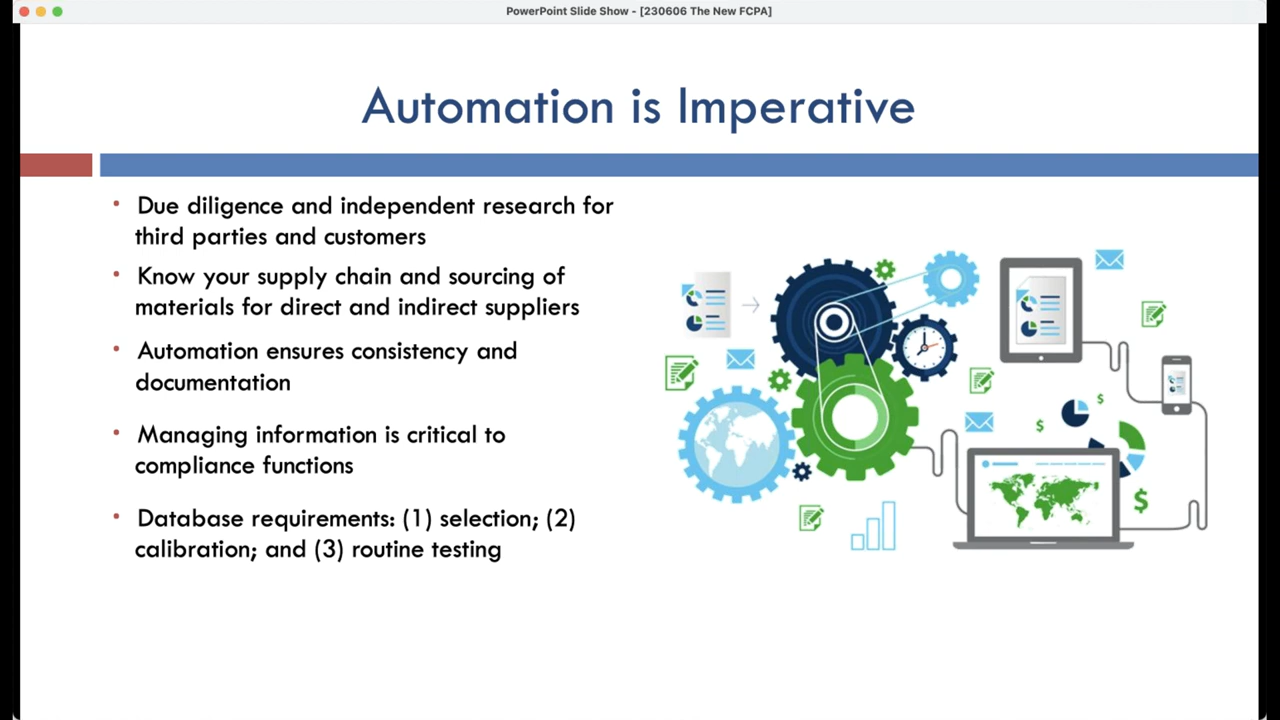 PowerPoint Slide Show - [230606 The New FCPA]
Automation is Imperative
• Due diligence and independent research for
third parties and customers
• Know your supply chain and sourcing of
materials for direct and indirect suppliers
• Automation ensures consistency and
documentation
• Managing information is critical to
compliance functions
• Database requirements: (1) selection; (2)
calibration; and (3) routine testing
$
$
$